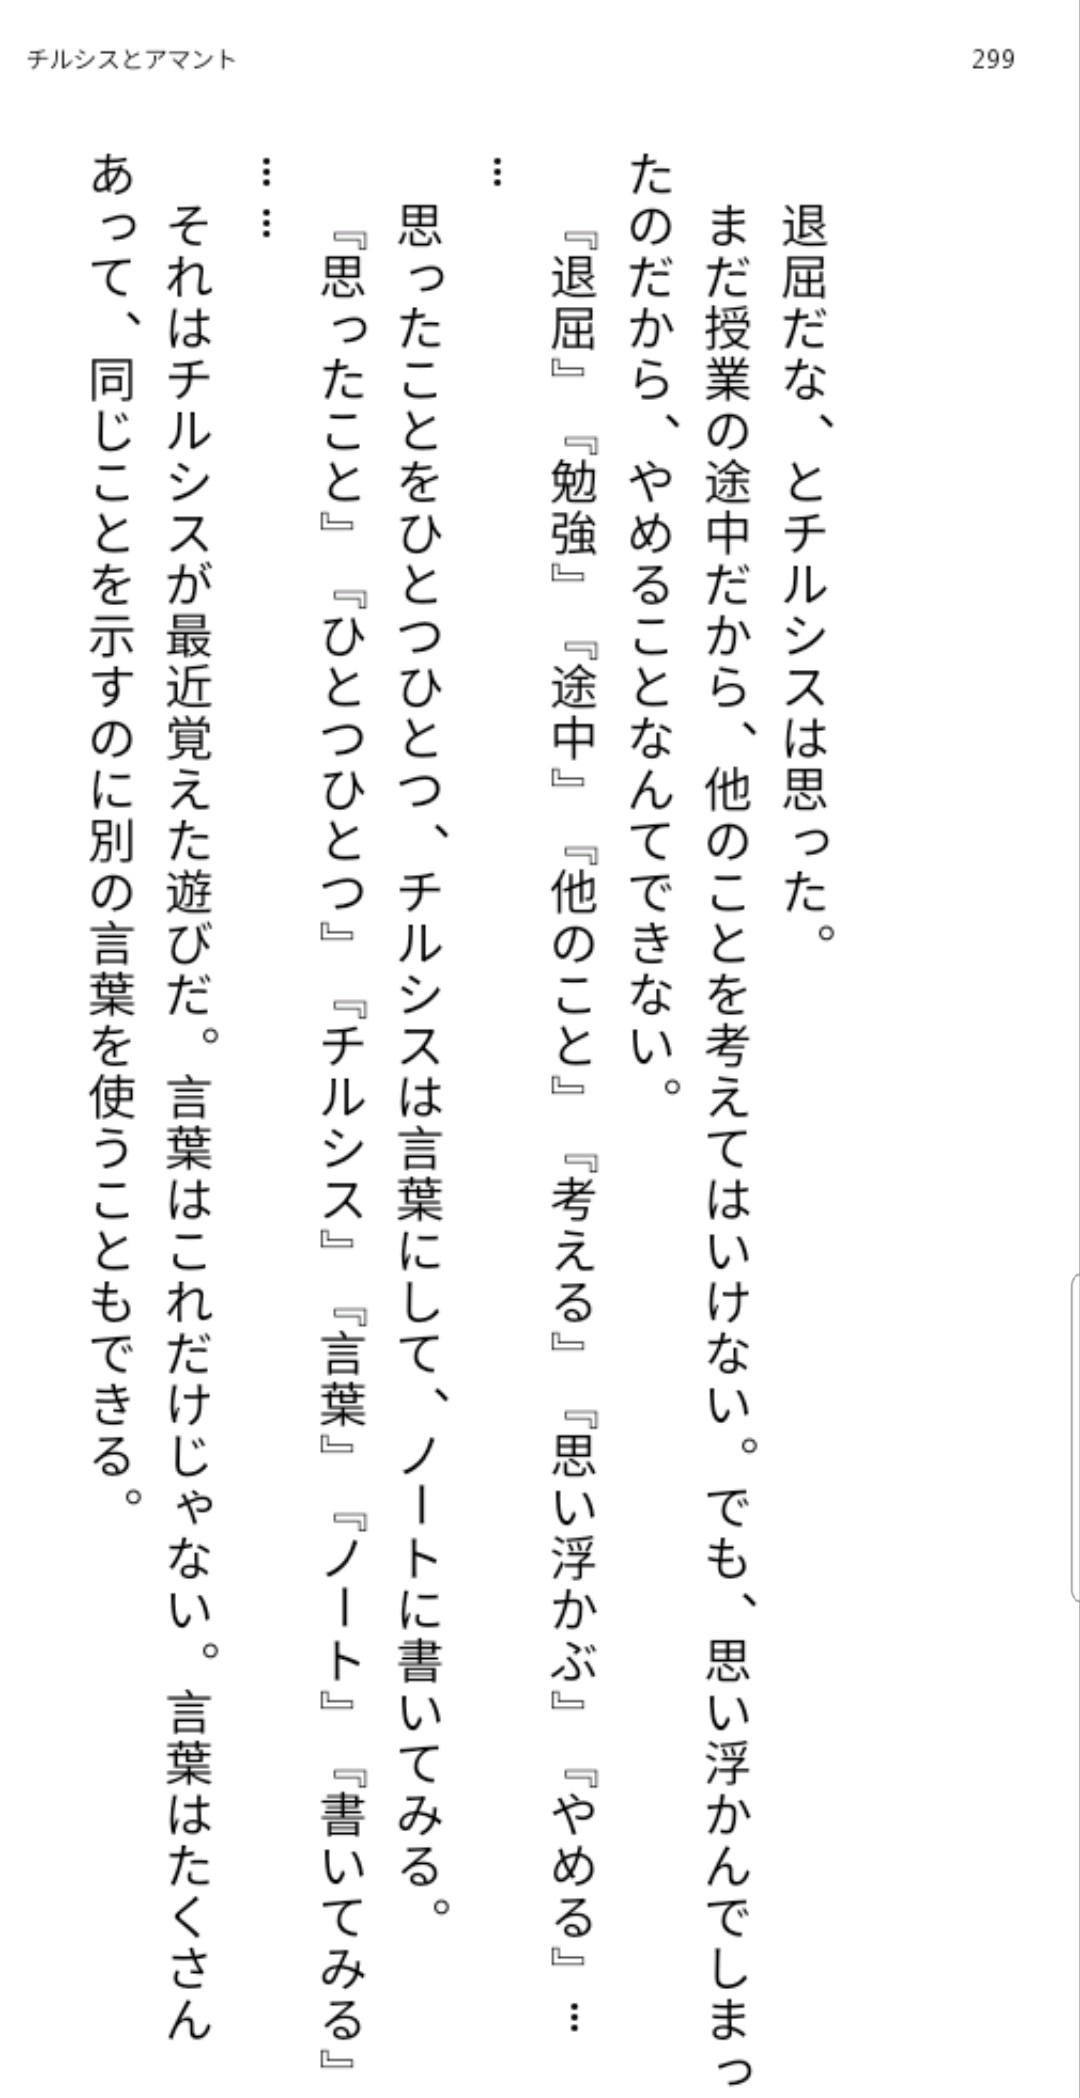 チルシスとアマント
299
退屈だな、とチルシスは思った。
まだ授業の途中だから、他のことを考えてはいけない。でも、思い浮かんでしまっ
たのだから、やめることなんてできない。
『退屈』『勉強』『途中』『他のこと』『考える』『思い浮かぶ』『やめる』…
…
思ったことをひとつひとつ、チルシスは言葉にして、ノートに書いてみる。
『思ったこと』『ひとつひとつ』『チルシス』『言葉』『ノート』『書いてみる』
……
それはチルシスが最近覚えた遊びだ。言葉はこれだけじゃない。言葉はたくさん
あって、同じことを示すのに別の言葉を使うこともできる。